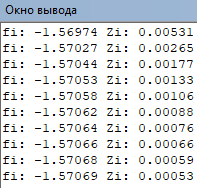 Окно вывода
fi: -1.56974 Zi: 0.00531
fi: -1.57027 Zi: 0.00265
fi: -1.57044 Zi: 0.00177
fi: -1.57053 Zi: 0.00133
fi: -1.57058 Zi: 0.00106
fi: -1.57062 Zi: 0.00088
fi: -1.57064 Zi: 0.00076
fi: -1.57066 Zi: 0.00066
fi: -1.57068 Zi: 0.00059
fi: -1.57069 Zi: 0.00053